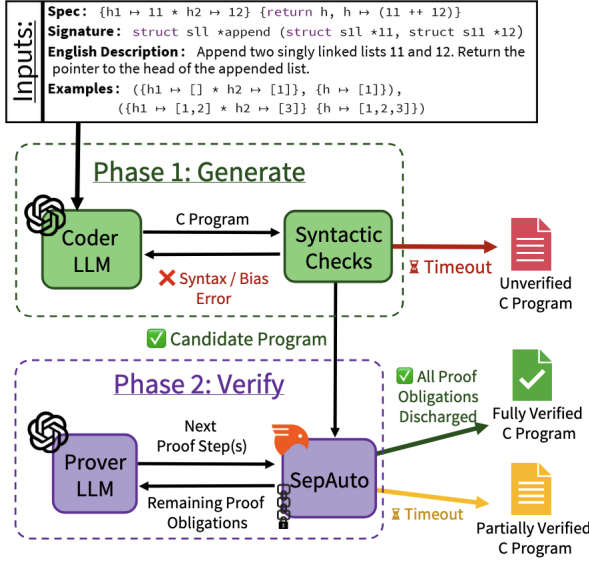 Inputs:
Spec: {h1 ↦ l1 * h2 ↦ l2} {return h, h ↦ (l1 ++ l2)}
Signature: struct sll *append (struct sll *l1, struct sll *l2)
English Description: Append two singly linked lists l1 and l2. Return the
pointer to the head of the appended list.
Examples: ({h1 ↦ [] * h2 ↦ [1]}, {h ↦ [1]}),
({h1 ↦ [1,2] * h2 ↦ [3]} {h ↦ [1,2,3]})
Phase 1: Generate
Coder
LLM
C Program
❌ Syntax / Bias
Error
Syntactic
Checks
⌛ Timeout
Unverified
C Program
✅ Candidate Program
Phase 2: Verify
Prover
LLM
Next
Proof Step(s)
Remaining Proof
Obligations
SepAuto
✅ All Proof
Obligations
Discharged
Fully Verified
C Program
⌛ Timeout
Partially Verified
C Program